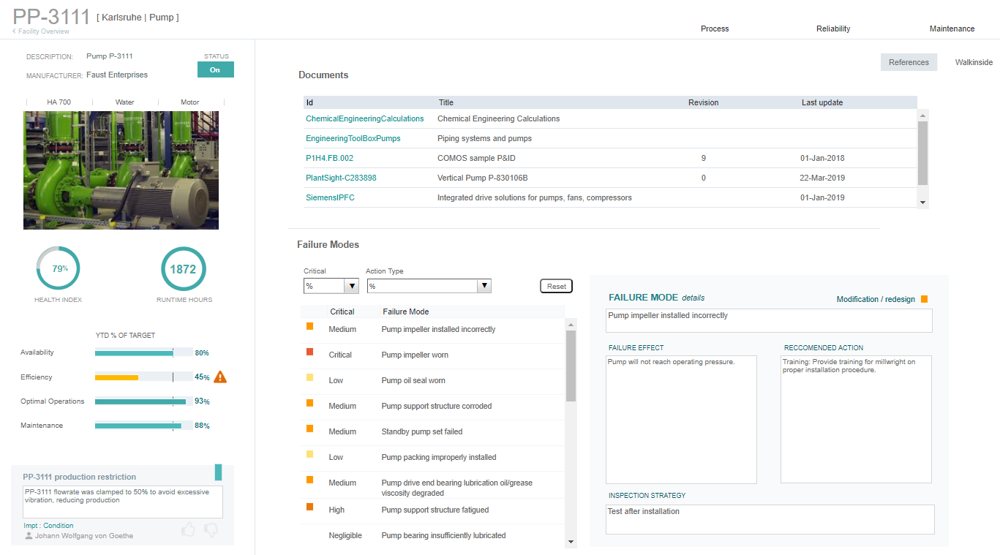 PP-3111 [ Karlsruhe | Pump ]
‹ Facility Overview
Process Reliability Maintenance
DESCRIPTION: Pump P-3111
STATUS
On
MANUFACTURER: Faust Enterprises
HA 700 Water Motor
79%
HEALTH INDEX
1872
RUNTIME HOURS
YTD % OF TARGET
Availability 80%
Efficiency 45%
Optimal Operations 93%
Maintenance 88%
PP-3111 production restriction
PP-3111 flowrate was clamped to 50% to avoid excessive
vibration, reducing production
Impt : Condition
Johann Wolfgang von Goethe
References Walkinside
Documents
Id Title Revision Last update
ChemicalEngineeringCalculations Chemical Engineering Calculations
EngineeringToolBoxPumps Piping systems and pumps
P1H4.FB.002 COMOS sample P&ID 9 01-Jan-2018
PlantSight-C283898 Vertical Pump P-830106B 0 22-Mar-2019
SiemensIPFC Integrated drive solutions for pumps, fans, compressors 01-Jan-2019
Failure Modes
Critical Action Type
% % Reset
Critical Failure Mode
Medium Pump impeller installed incorrectly
Critical Pump impeller worn
Low Pump oil seal worn
Medium Pump support structure corroded
Medium Standby pump set failed
Low Pump packing improperly installed
Medium Pump drive end bearing lubrication oil/grease
viscosity degraded
High Pump support structure fatigued
Negligible Pump bearing insufficiently lubricated
FAILURE MODE details
Modification / redesign
Pump impeller installed incorrectly
FAILURE EFFECT
Pump will not reach operating pressure.
RECCOMENDED ACTION
Training: Provide training for millwright on
proper installation procedure.
INSPECTION STRATEGY
Test after installation